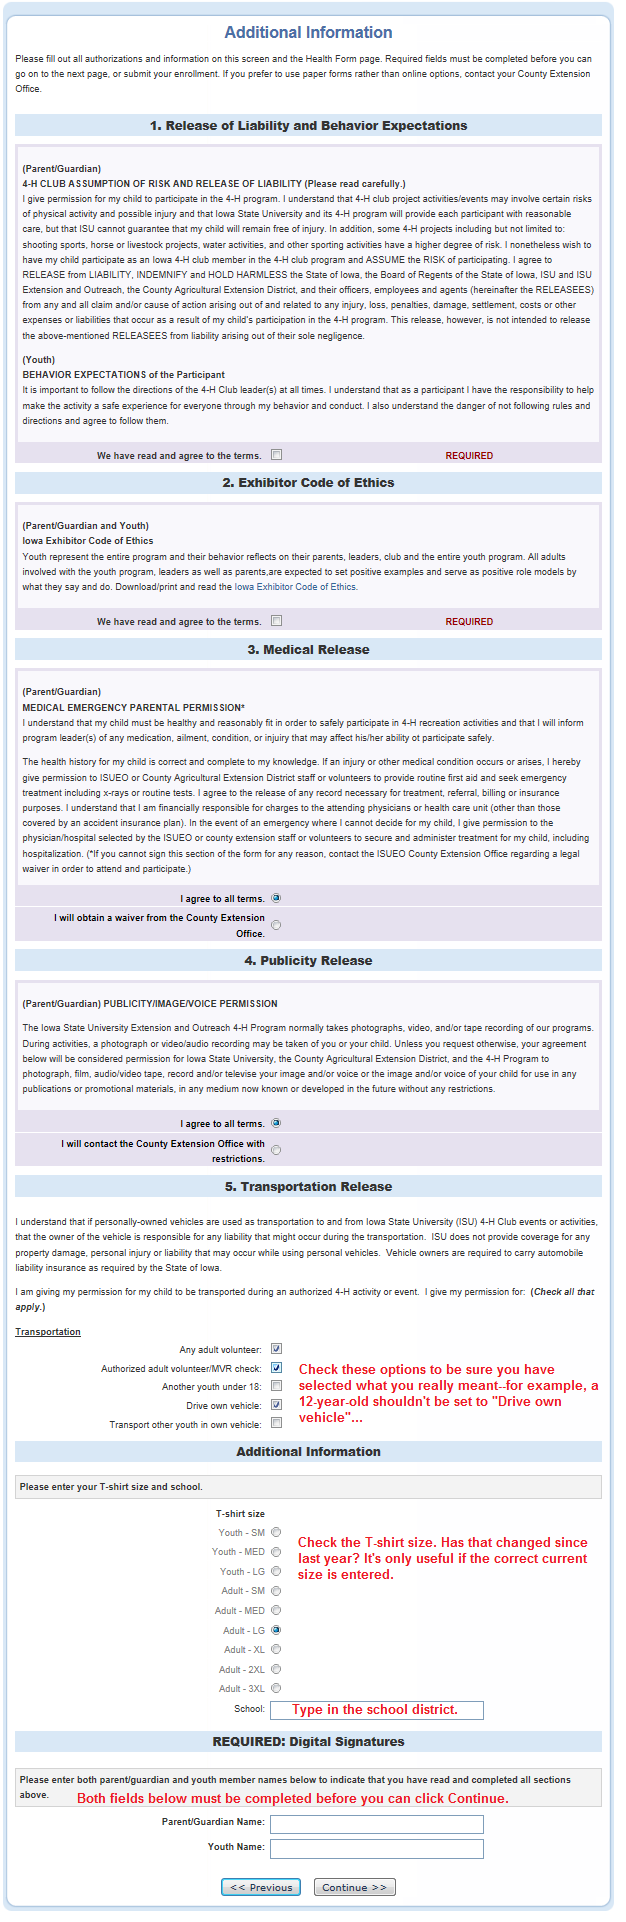 Additional Information
Please fill out all authorizations and information on this screen and the Health Form page. Required fields must be completed before you can
go on to the next page, or submit your enrollment. If you prefer to use paper forms rather than online options, contact your County Extension
Office.
1. Release of Liability and Behavior Expectations
(Parent/Guardian)
4-H CLUB ASSUMPTION OF RISK AND RELEASE OF LIABILITY (Please read carefully.)
I give permission for my child to participate in the 4-H program. I understand that 4-H club project activities/events may involve certain risks
of physical activity and possible injury and that Iowa State University and its 4-H program will provide each participant with reasonable
care, but that ISU cannot guarantee that my child will remain free of injury. In addition, some 4-H projects including but not limited to:
shooting sports, horse or livestock projects, water activities, and other sporting activities have a higher degree of risk. I nonetheless wish to
have my child participate as an Iowa 4-H club member in the 4-H club program and ASSUME the RISK of participating. I agree to
RELEASE from LIABILITY, INDEMNIFY and HOLD HARMLESS the State of Iowa, the Board of Regents of the State of Iowa, ISU and ISU
Extension and Outreach, the County Agricultural Extension District, and their officers, employees and agents (hereinafter the RELEASEES)
from any and all claim and/or cause of action arising out of and related to any injury, loss, penalties, damage, settlement, costs or other
expenses or liabilities that occur as a result of my child's participation in the 4-H program. This release, however, is not intended to release
the above-mentioned RELEASEES from liability arising out of their sole negligence.
(Youth)
BEHAVIOR EXPECTATIONS of the Participant
It is important to follow the directions of the 4-H Club leader(s) at all times. I understand that as a participant I have the responsibility to help
make the activity a safe experience for everyone through my behavior and conduct. I also understand the danger of not following rules and
directions and agree to follow them.
We have read and agree to the terms. REQUIRED
2. Exhibitor Code of Ethics
(Parent/Guardian and Youth)
Iowa Exhibitor Code of Ethics
Youth represent the entire program and their behavior reflects on their parents, leaders, club and the entire youth program. All adults
involved with the youth program, leaders as well as parents,are expected to set positive examples and serve as positive role models by
what they say and do. Download/print and read the Iowa Exhibitor Code of Ethics.
We have read and agree to the terms. REQUIRED
3. Medical Release
(Parent/Guardian)
MEDICAL EMERGENCY PARENTAL PERMISSION*
I understand that my child must be healthy and reasonably fit in order to safely participate in 4-H recreation activities and that I will inform
program leader(s) of any medication, ailment, condition, or injuiry that may affect his/her ability ot participate safely.
The health history for my child is correct and complete to my knowledge. If an injury or other medical condition occurs or arises, I hereby
give permission to ISUEO or County Agricultural Extension District staff or volunteers to provide routine first aid and seek emergency
treatment including x-rays or routine tests. I agree to the release of any record necessary for treatment, referral, billing or insurance
purposes. I understand that I am financially responsible for charges to the attending physicians or health care unit (other than those
covered by an accident insurance plan). In the event of an emergency where I cannot decide for my child, I give permission to the
physician/hospital selected by the ISUEO or county extension staff or volunteers to secure and administer treatment for my child, including
hospitalization. (*If you cannot sign this section of the form for any reason, contact the ISUEO County Extension Office regarding a legal
waiver in order to attend and participate.)
I agree to all terms.
I will obtain a waiver from the County Extension
Office.
4. Publicity Release
(Parent/Guardian) PUBLICITY/IMAGE/VOICE PERMISSION
The Iowa State University Extension and Outreach 4-H Program normally takes photographs, video, and/or tape recording of our programs.
During activities, a photograph or video/audio recording may be taken of you or your child. Unless you request otherwise, your agreement
below will be considered permission for Iowa State University, the County Agricultural Extension District, and the 4-H Program to
photograph, film, audio/video tape, record and/or televise your image and/or voice or the image and/or voice of your child for use in any
publications or promotional materials, in any medium now known or developed in the future without any restrictions.
I agree to all terms.
I will contact the County Extension Office with
restrictions.
5. Transportation Release
I understand that if personally-owned vehicles are used as transportation to and from Iowa State University (ISU) 4-H Club events or activities,
that the owner of the vehicle is responsible for any liability that might occur during the transportation. ISU does not provide coverage for any
property damage, personal injury or liability that may occur while using personal vehicles. Vehicle owners are required to carry automobile
liability insurance as required by the State of Iowa.
I am giving my permission for my child to be transported during an authorized 4-H activity or event. I give my permission for: (Check all that
apply.)
Transportation
Any adult volunteer:
Authorized adult volunteer/MVR check:
Another youth under 18:
Drive own vehicle:
Transport other youth in own vehicle:
Check these options to be sure you have
selected what you really meant--for example, a
12-year-old shouldn't be set to "Drive own
vehicle"...
Additional Information
Please enter your T-shirt size and school.
T-shirt size
Youth - SM
Youth - MED
Youth - LG
Adult - SM
Adult - MED
Adult - LG
Adult - XL
Adult - 2XL
Adult - 3XL
Check the T-shirt size. Has that changed since
last year? It's only useful if the correct current
size is entered.
School: Type in the school district.
REQUIRED: Digital Signatures
Please enter both parent/guardian and youth member names below to indicate that you have read and completed all sections
above. Both fields below must be completed before you can click Continue.
Parent/Guardian Name:
Youth Name:
<< Previous Continue >>